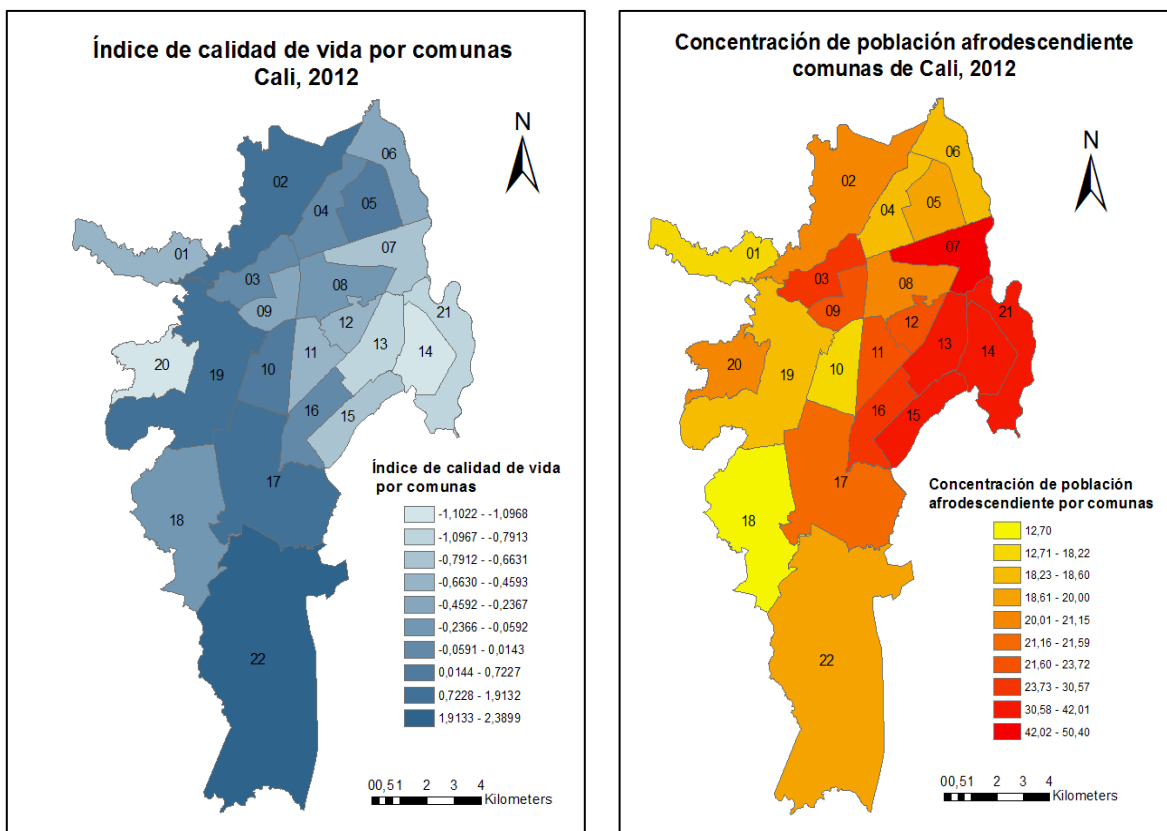 Índice de calidad de vida por comunas
Cali, 2012
N
06
02
05
04
01
07
03
08
09
12
21
13
14
11
20
10
19
16
15
17
18
22
Índice de calidad de vida
por comunas
-1,1022 - -1,0968
-1,0967 - -0,7913
-0,7912 - -0,6631
-0,6630 - -0,4593
-0,4592 - -0,2367
-0,2366 - -0,0592
-0,0591 - 0,0143
0,0144 - 0,7227
0,7228 - 1,9132
1,9133 - 2,3899
00,51 2 3 4
Kilometers
Concentración de población afrodescendiente
comunas de Cali, 2012
N
06
02
05
04
01
07
03
08
09
12
21
13
14
11
20
10
19
16
15
17
18
22
Concentración de población
afrodescendiente por comunas
12,70
12,71 - 18,22
18,23 - 18,60
18,61 - 20,00
20,01 - 21,15
21,16 - 21,59
21,60 - 23,72
23,73 - 30,57
30,58 - 42,01
42,02 - 50,40
00,51 2 3 4
Kilometers